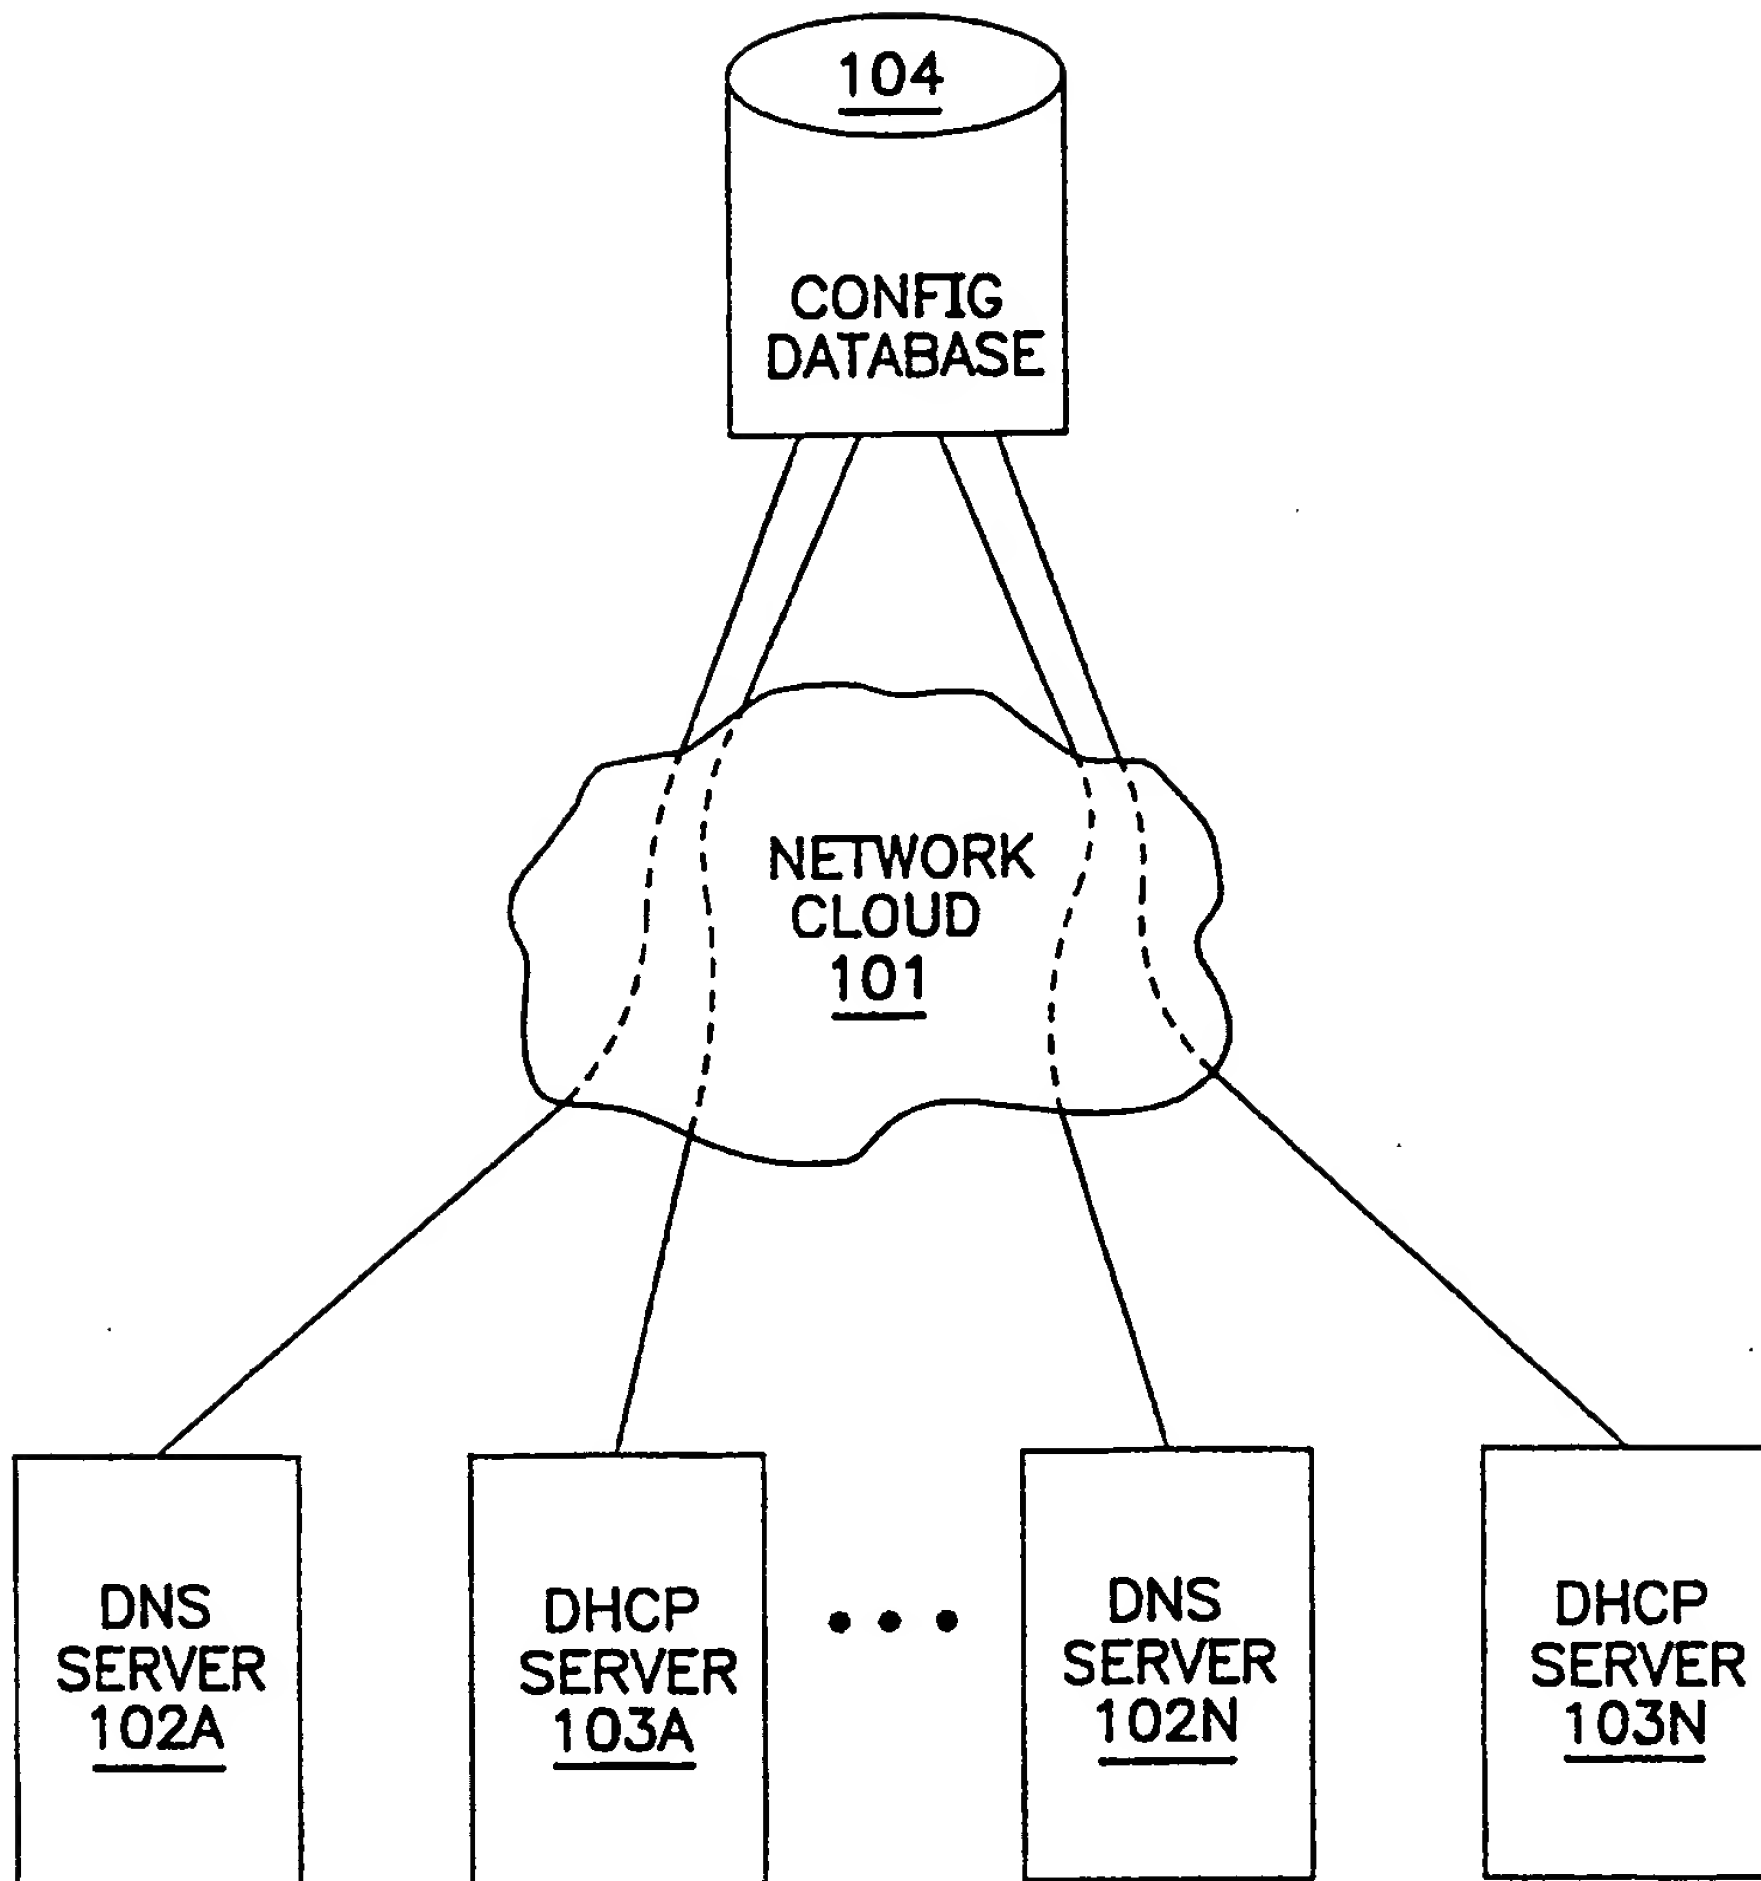 104
CONFIG
DATABASE
NETWORK
CLOUD
101
DNS
SERVER
102A
DHCP
SERVER
103A
DNS
SERVER
102N
DHCP
SERVER
103N